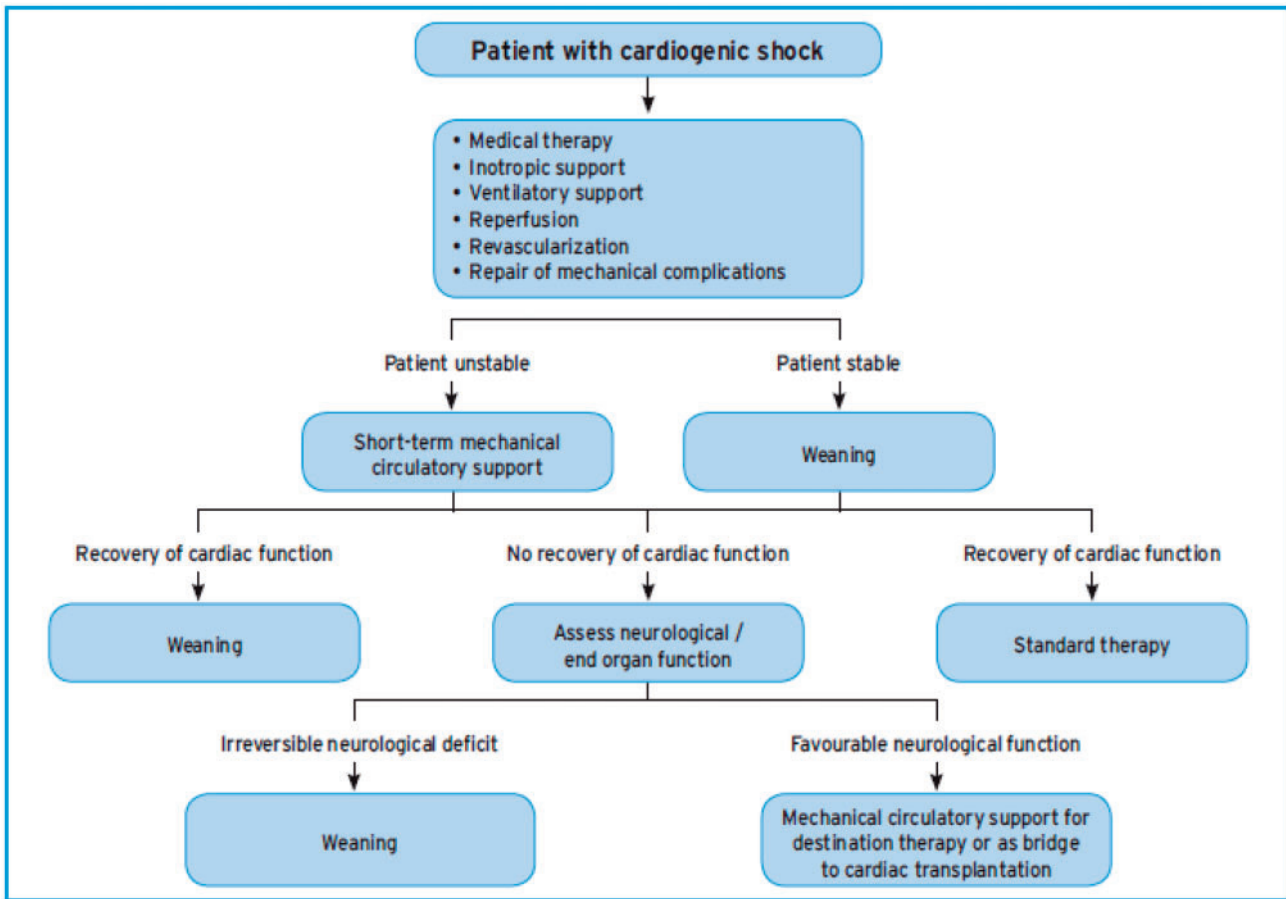 Patient with cardiogenic shock
• Medical therapy
• Inotropic support
• Ventilatory support
• Reperfusion
• Revascularization
• Repair of mechanical complications
Patient unstable
Patient stable
Short-term mechanical
circulatory support
Weaning
Recovery of cardiac function
No recovery of cardiac function
Recovery of cardiac function
Weaning
Assess neurological /
end organ function
Standard therapy
Irreversible neurological deficit
Favourable neurological function
Weaning
Mechanical circulatory support for
destination therapy or as bridge
to cardiac transplantation